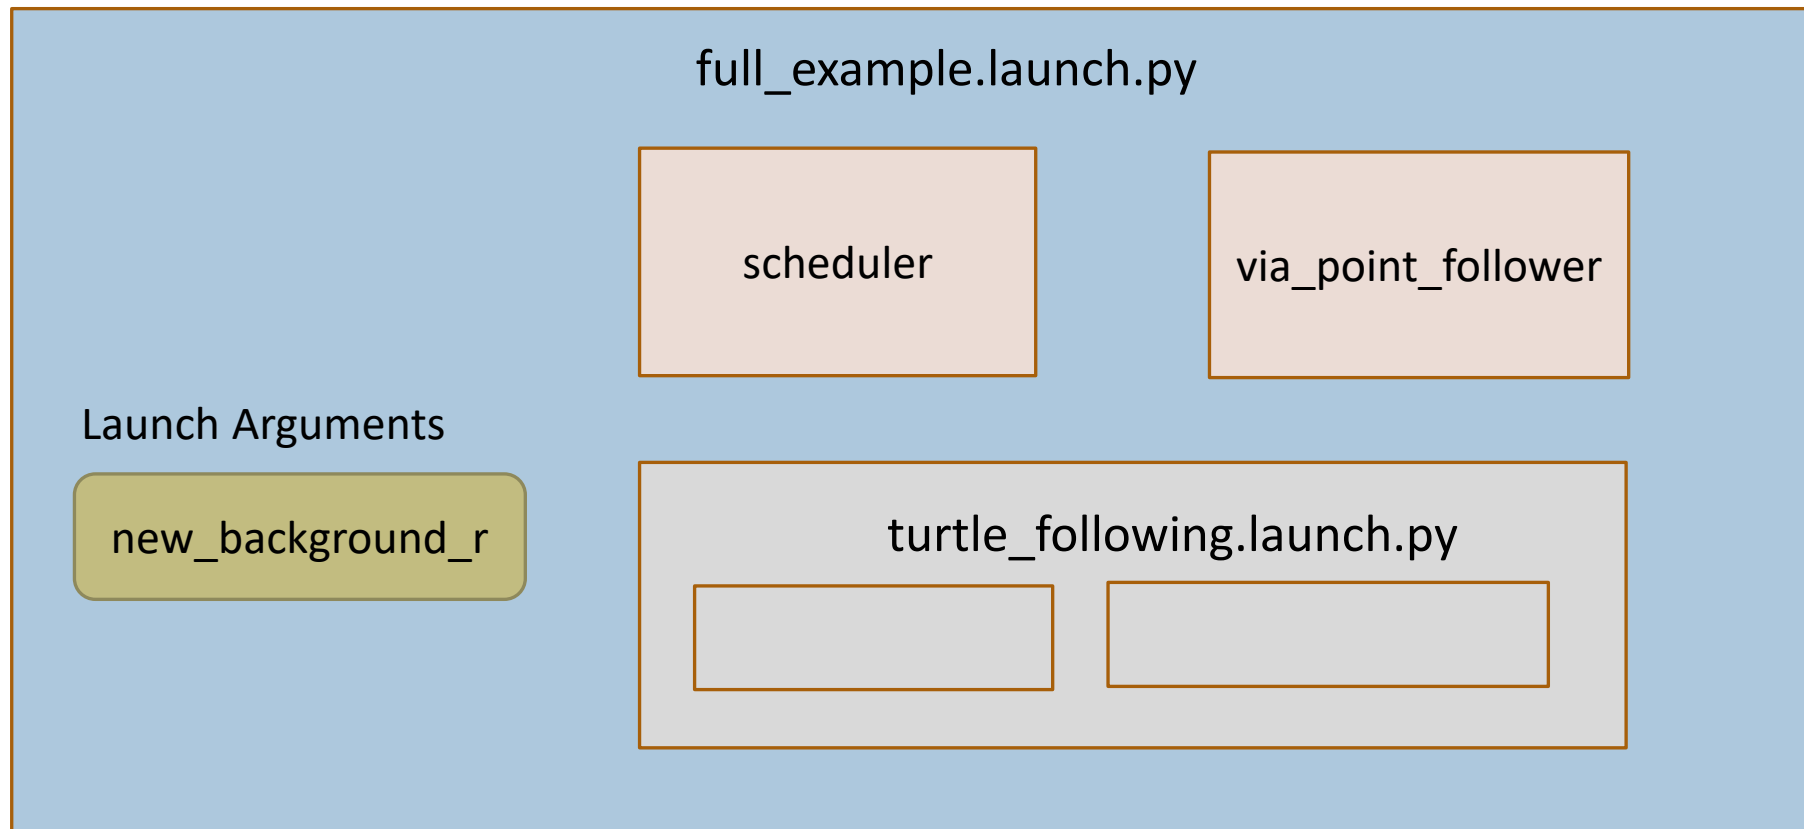 full_example.launch.py
scheduler
via_point_follower
Launch Arguments
new_background_r
turtle_following.launch.py